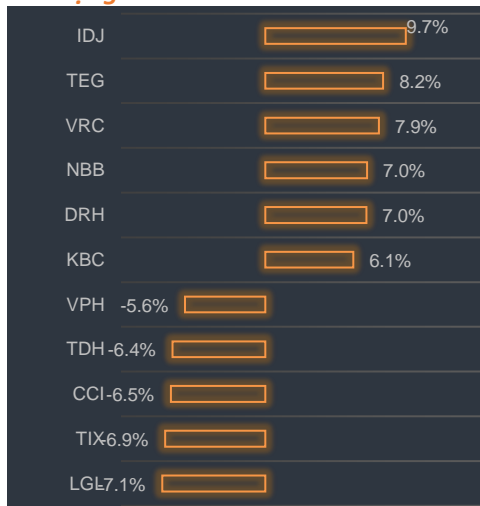 IDJ 9.7%
TEG 8.2%
VRC 7.9%
NBB 7.0%
DRH 7.0%
KBC 6.1%
VPH -5.6%
TDH -6.4%
CCI -6.5%
TIX -6.9%
LGL -7.1%